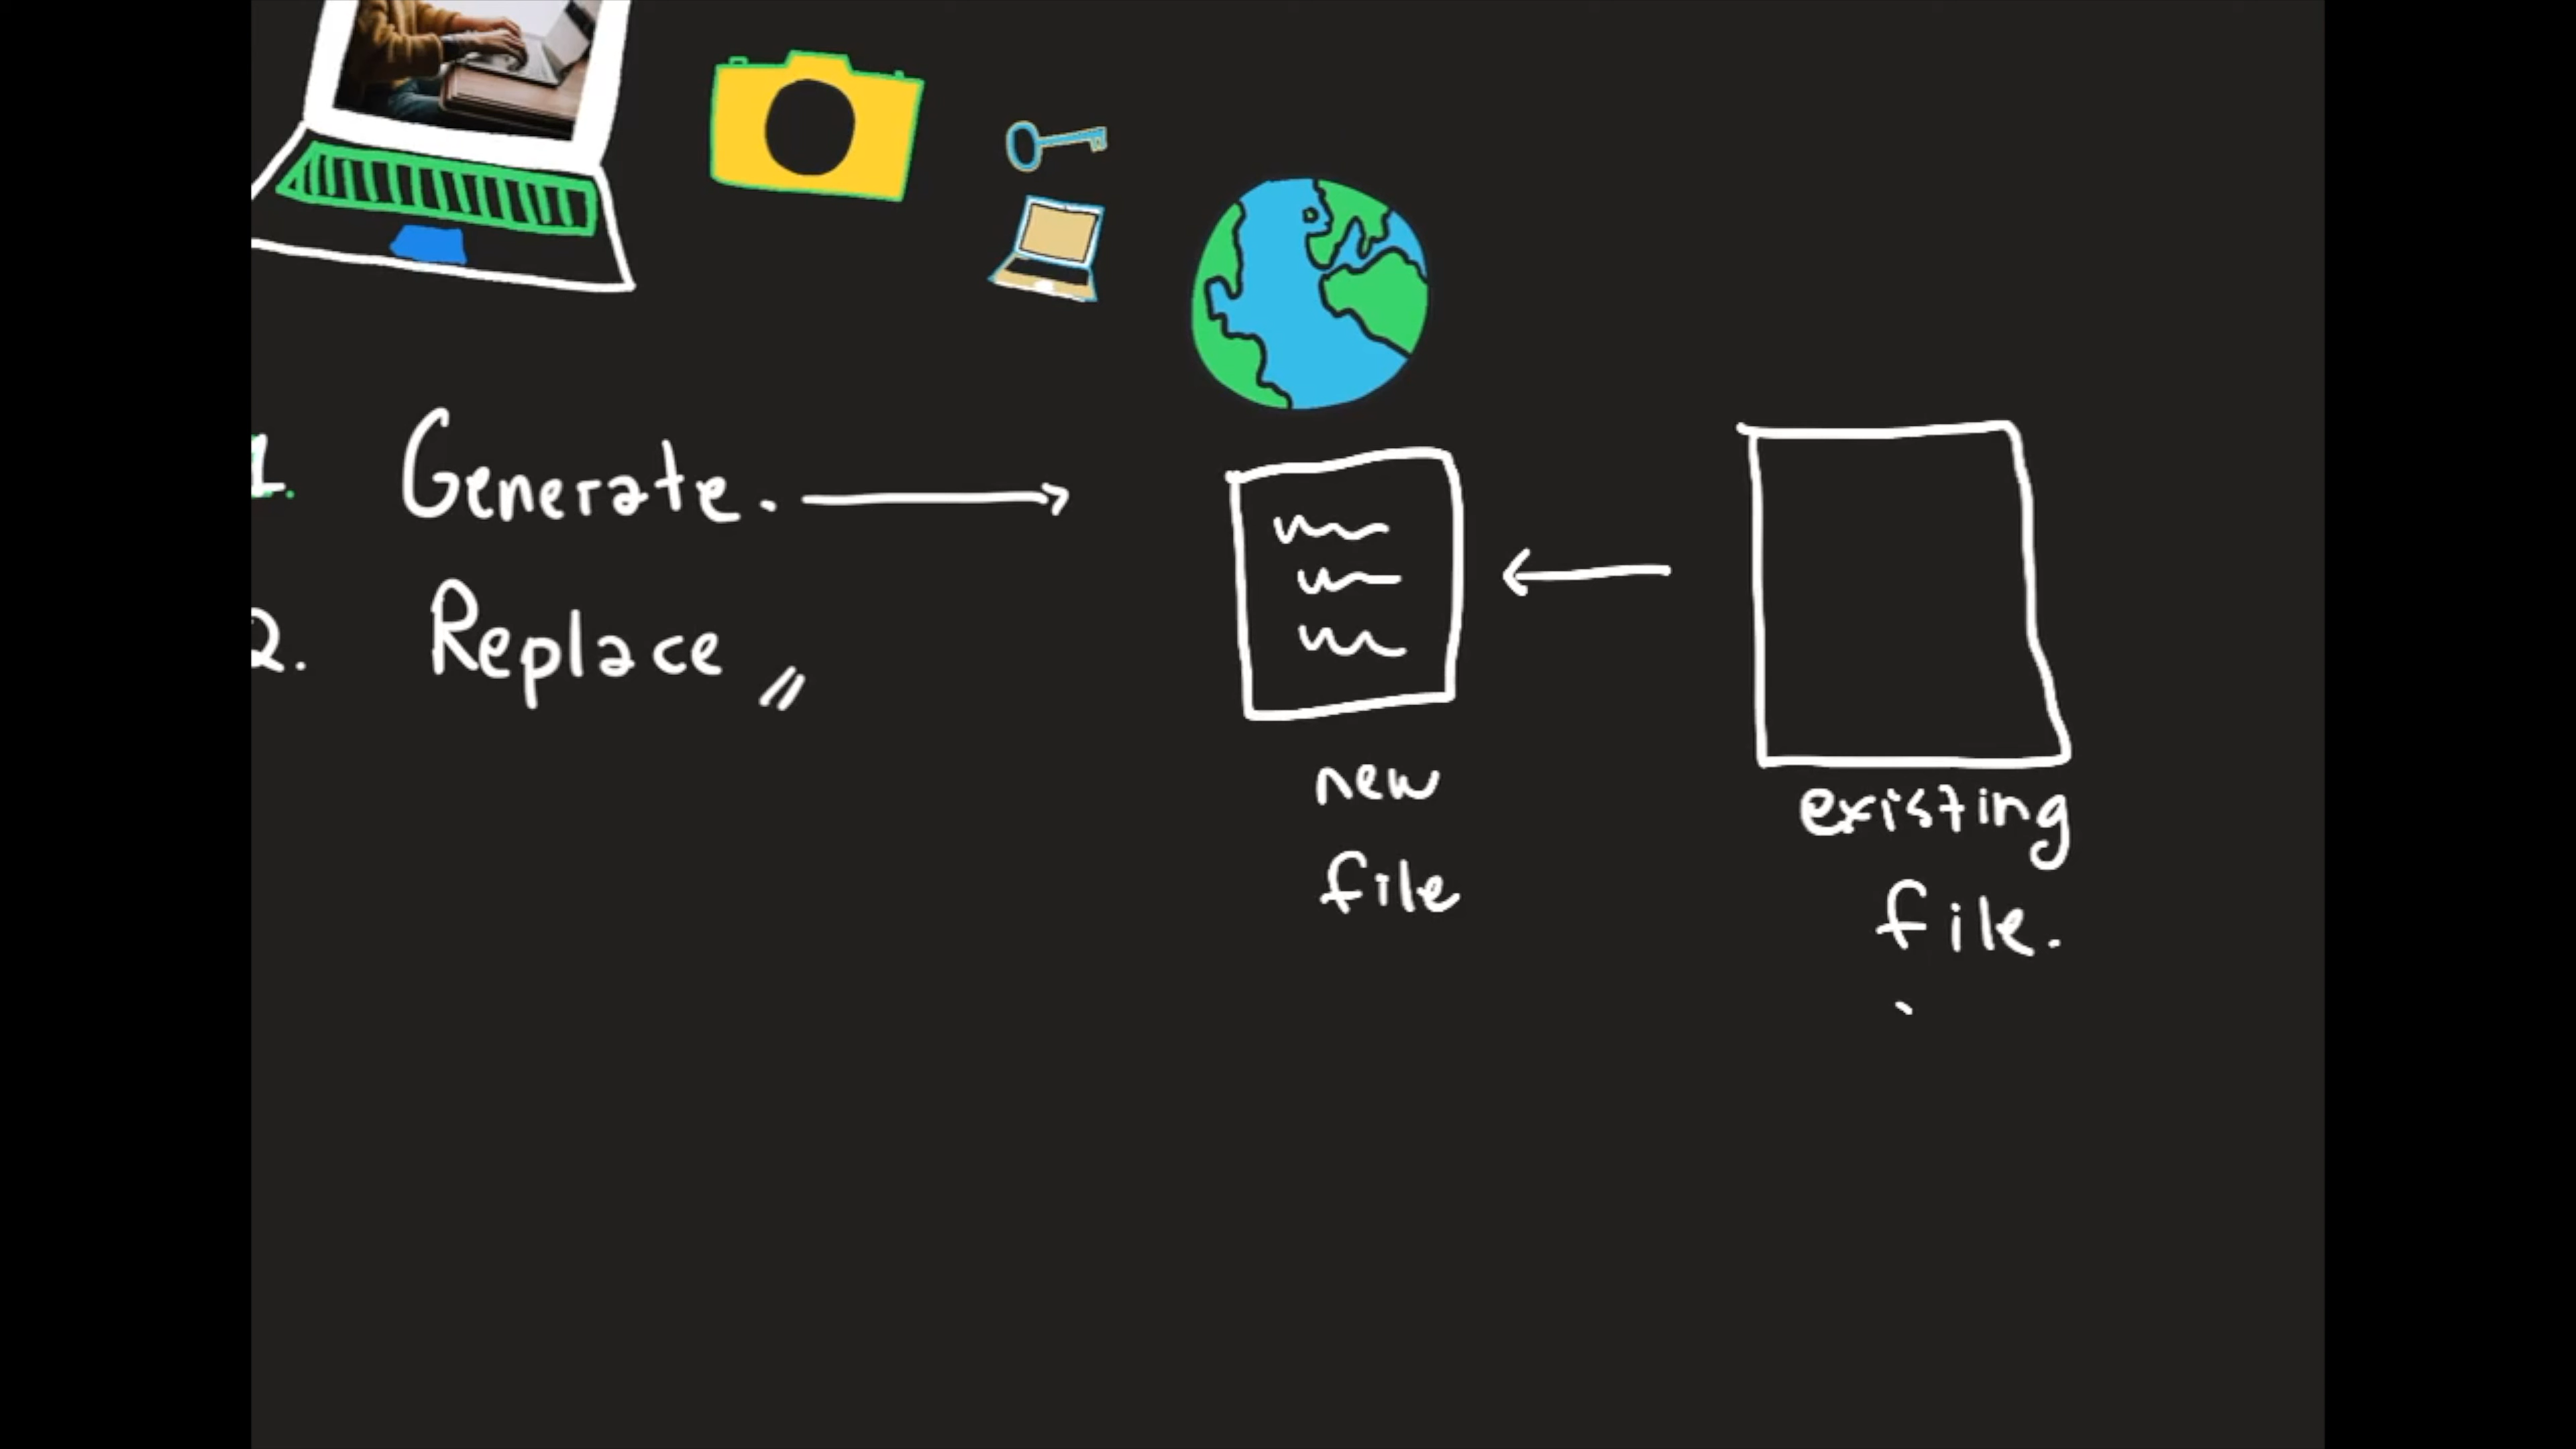 1. Generate.
2. Replace
new
file
existing
file.